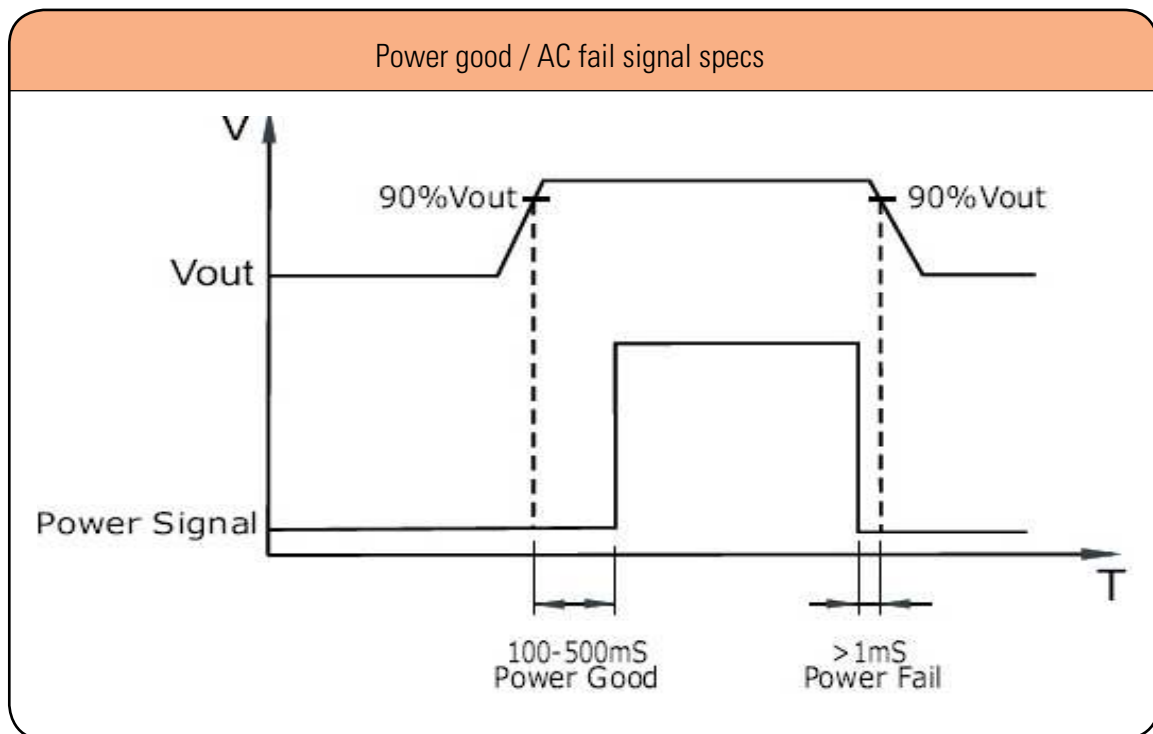 Power good / AC fail signal specs
V
90%Vout
90%Vout
Vout
Power Signal
T
100-500mS
Power Good
>1mS
Power Fail